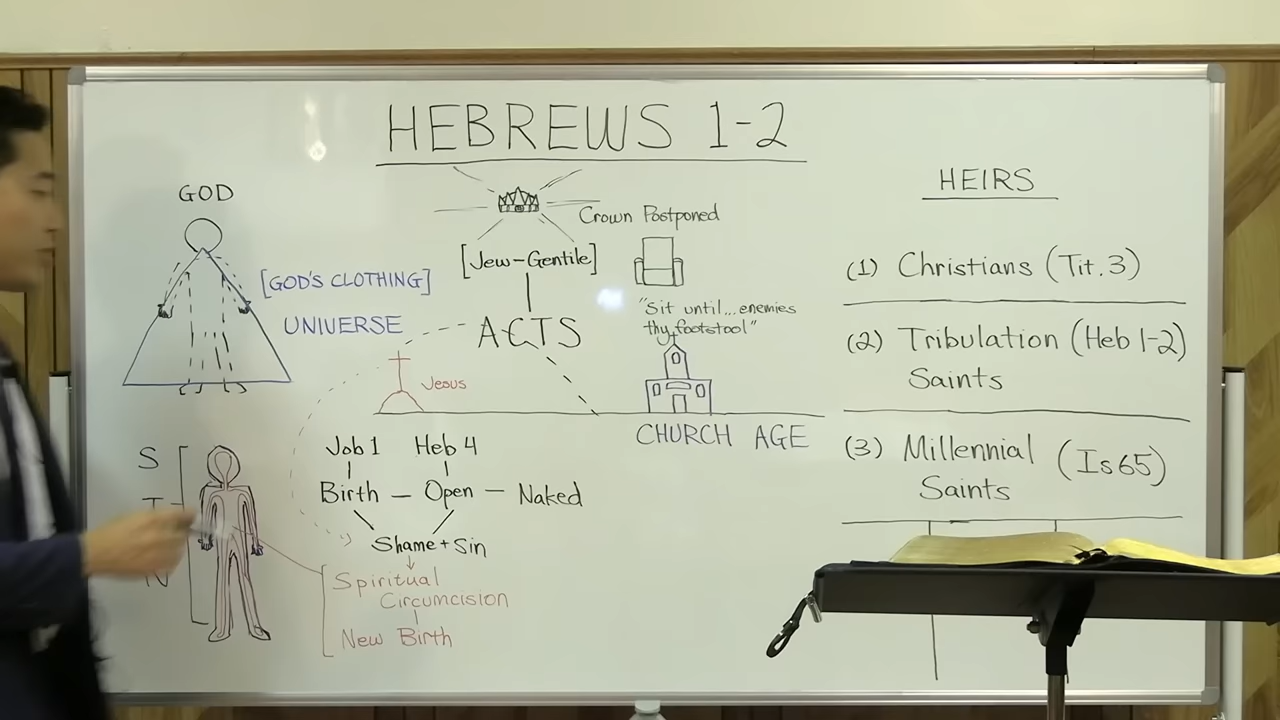 HEBREWS 1-2
GOD
[GOD'S CLOTHING]
UNIVERSE
Crown Postponed
[Jew-Gentile]
"Sit until...enemies
thy footstool"
ACTS
Jesus
CHURCH AGE
S
I
N
Job 1 Heb 4
Birth - Open - Naked
Shame + Sin
Spiritual
Circumcision
New Birth
HEIRS
(1) Christians (Tit. 3)
(2) Tribulation (Heb 1-2)
Saints
(3) Millennial (Is 65)
Saints